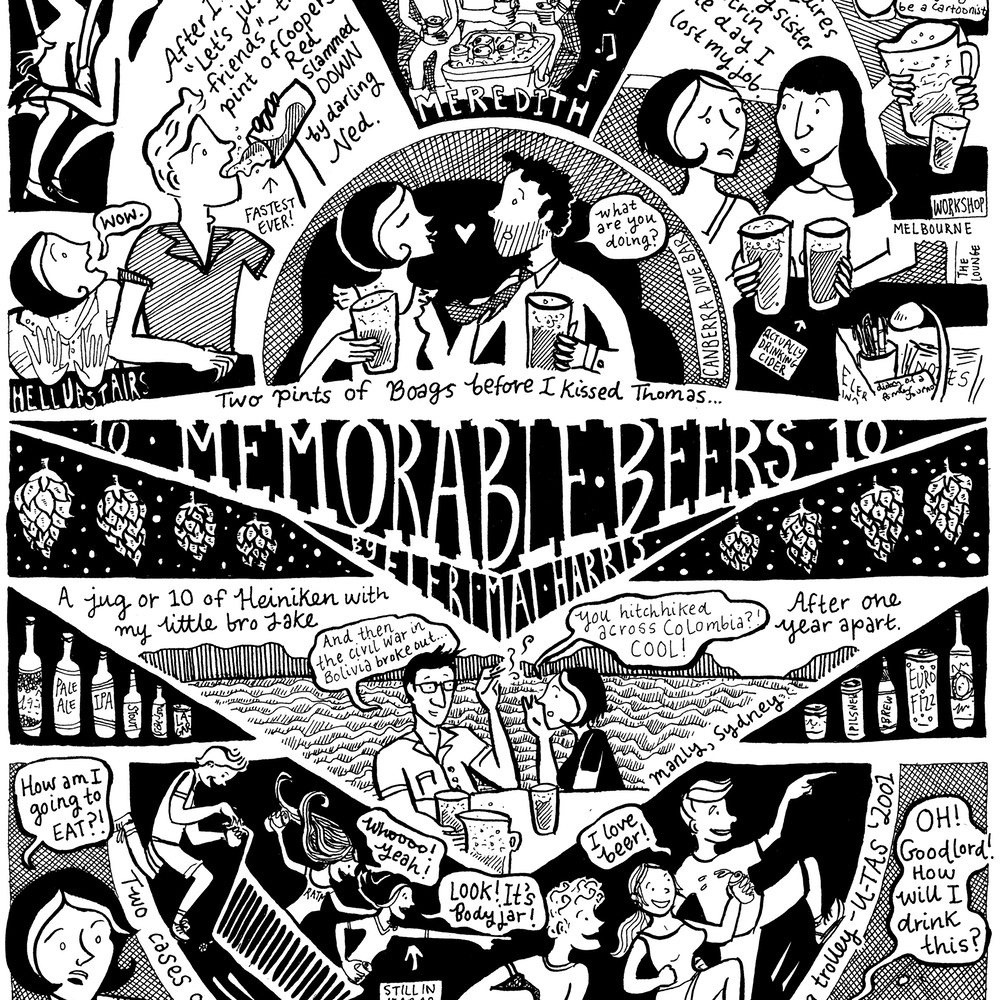 After I
"Let's ju
friends" ~ th
pint of Coopers
Red
Slammed
DOWN
by darling
Ned.
FASTEST
EVER!
WOW.
HELL UPSTAIRS
MEREDITH
sister
e day I
lost my job.
be a cartoonist
WORKSHOP
MELBOURNE
THE
LOUNGE
ACTUALLY
DRINKING
CIDER
what
are you
doing?
CANBERRA DIVE BAR
Two pints of Boags before I kissed Thomas...
10 MEMORABLE·BEERS·10
BY ELERI·MAI·HARRIS
A jug or 10 of Heiniken with
my little bro Jake
And then
the civil war in
Bolivia broke out...
you hitchhiked
across Colombia?!
COOL!
After one
year apart.
manly, Sydney
PALE
ALE
IPA
Stout
PILSNER
BREW
EURO
FIZZ
How am I
going to
EAT?!
TWO cases o
Whoooo!
Yeah!
LOOK! It's
Bodyjar!
STILL IN
I love
beer!
a trolley - U-TAS '2001
OH!
Goodlord!
How
will I
drink
this?